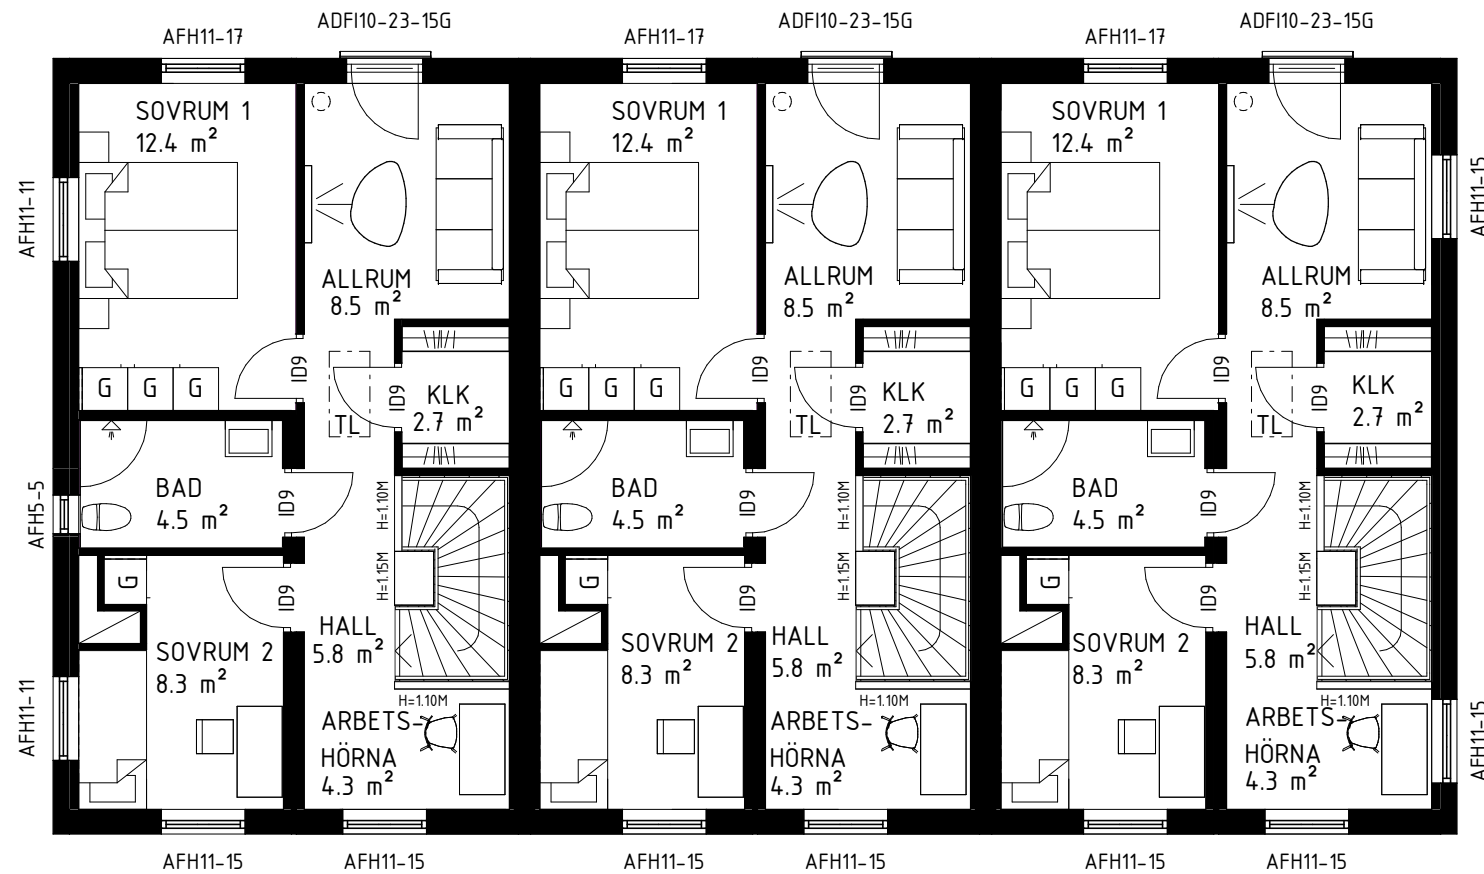 ADFI10-23-15G
ADFI10-23-15G
ADFI10-23-15G
AFH11-17
AFH11-17
AFH11-17
SOVRUM 1
12.4 m²
SOVRUM 1
12.4 m²
SOVRUM 1
12.4 m²
AFH11-11
AFH11-15
ALLRUM
8.5 m²
ALLRUM
8.5 m²
ALLRUM
8.5 m²
G G G
ID9
TL
ID9
KLK
2.7 m²
G G G
ID9
TL
ID9
KLK
2.7 m²
G G G
ID9
TL
ID9
KLK
2.7 m²
AFH5-5
BAD
4.5 m²
ID9
H=1.10M
BAD
4.5 m²
ID9
H=1.10M
BAD
4.5 m²
ID9
H=1.10M
G
ID9
H=1.15M
G
ID9
H=1.15M
G
ID9
H=1.15M
HALL
5.8 m²
HALL
5.8 m²
HALL
5.8 m²
SOVRUM 2
8.3 m²
SOVRUM 2
8.3 m²
SOVRUM 2
8.3 m²
AFH11-11
H=1.10M
ARBETS-
HÖRNA
4.3 m²
H=1.10M
ARBETS-
HÖRNA
4.3 m²
H=1.10M
ARBETS-
HÖRNA
4.3 m²
AFH11-15
AFH11-15
AFH11-15
AFH11-15
AFH11-15
AFH11-15
AFH11-15